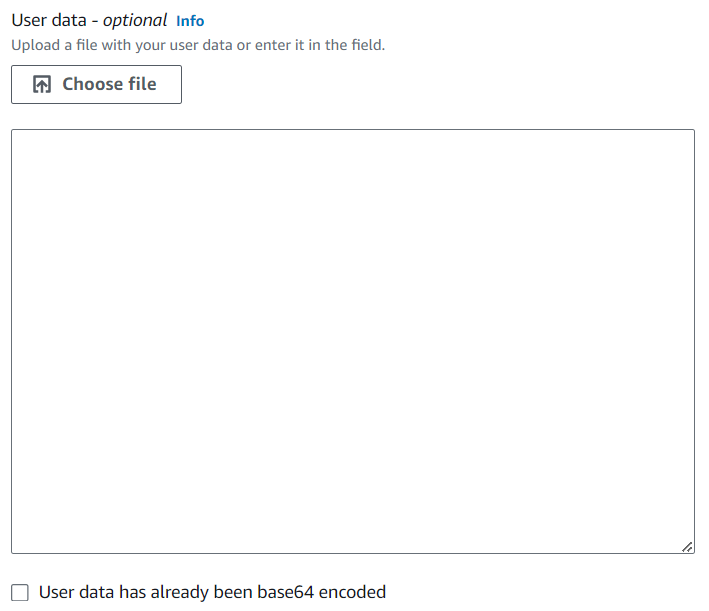 User data - optional Info
Upload a file with your user data or enter it in the field.
Choose file
User data has already been base64 encoded